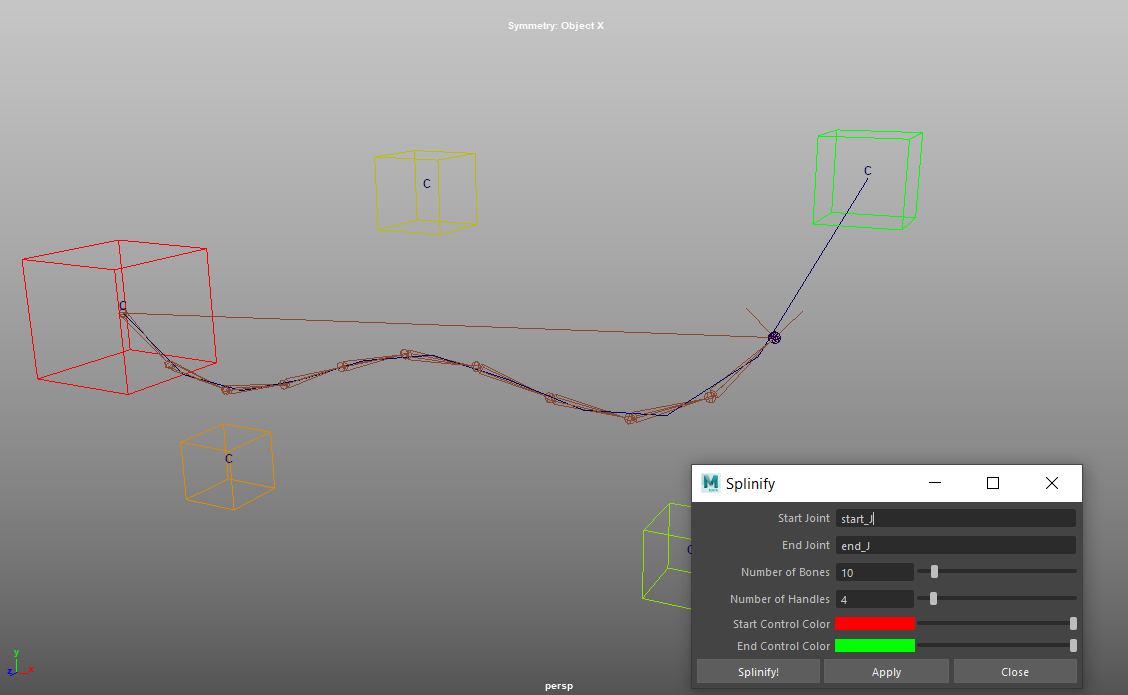 Symmetry: Object X
C
C
C
C
C
Splinify
Start Joint start_J
End Joint end_J
Number of Bones 10
Number of Handles 4
Start Control Color
End Control Color
Splinify! Apply Close
y
z x
persp